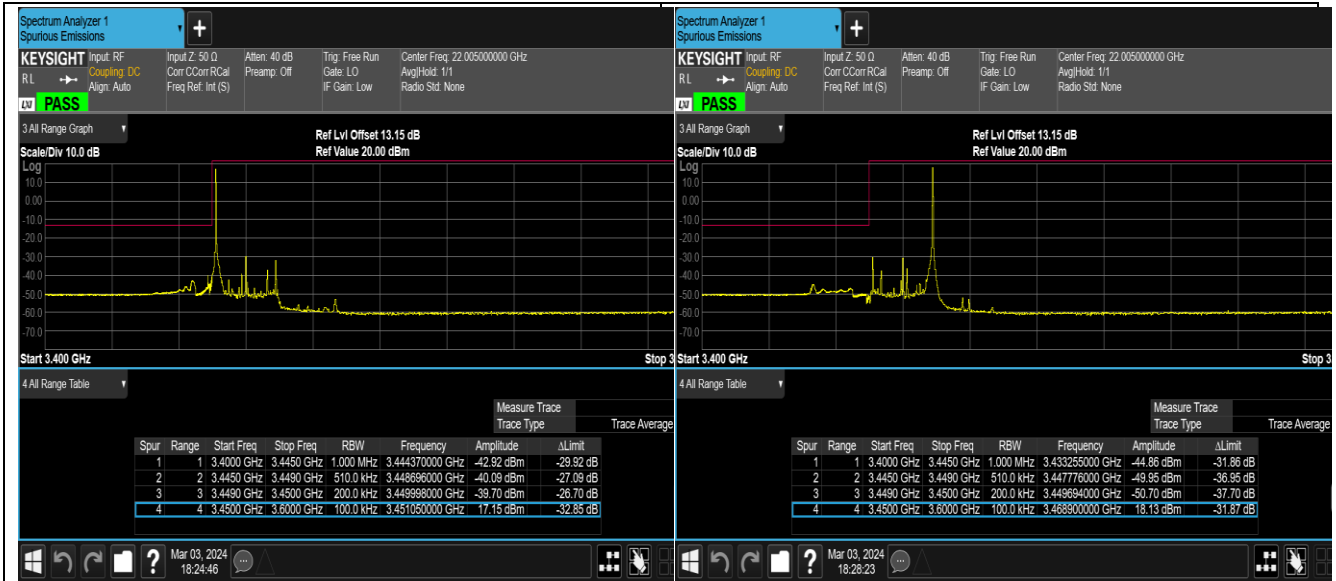 Spectrum Analyzer 1
Spurious Emissions
+
KEYSIGHT Input: RF Input Z: 50 Ω Atten: 40 dB Trig: Free Run Center Freq: 22.005000000 GHz
RL Coupling: DC Corr CCorr RCal Preamp: Off Gate: LO Avg|Hold: 1/1
Align: Auto Freq Ref: Int (S) IF Gain: Low Radio Std: None
LXI PASS
3 All Range Graph
Ref Lvl Offset 13.15 dB
Scale/Div 10.0 dB Ref Value 20.00 dBm
Log
10.0
0.00
-10.0
-20.0
-30.0
-40.0
-50.0
-60.0
-70.0
Start 3.400 GHz Stop 3
4 All Range Table
Measure Trace
Trace Type Trace Average
Spur Range Start Freq Stop Freq RBW Frequency Amplitude ΔLimit
1 1 3.4000 GHz 3.4450 GHz 1.000 MHz 3.444370000 GHz -42.92 dBm -29.92 dB
2 2 3.4450 GHz 3.4490 GHz 510.0 kHz 3.448696000 GHz -40.09 dBm -27.09 dB
3 3 3.4490 GHz 3.4500 GHz 200.0 kHz 3.449998000 GHz -39.70 dBm -26.70 dB
4 4 3.4500 GHz 3.6000 GHz 100.0 kHz 3.451050000 GHz 17.15 dBm -32.85 dB
? Mar 03, 2024
18:24:46
Spectrum Analyzer 1
Spurious Emissions
+
KEYSIGHT Input: RF Input Z: 50 Ω Atten: 40 dB Trig: Free Run Center Freq: 22.005000000 GHz
RL Coupling: DC Corr CCorr RCal Preamp: Off Gate: LO Avg|Hold: 1/1
Align: Auto Freq Ref: Int (S) IF Gain: Low Radio Std: None
LXI PASS
3 All Range Graph
Ref Lvl Offset 13.15 dB
Scale/Div 10.0 dB Ref Value 20.00 dBm
Log
10.0
0.00
-10.0
-20.0
-30.0
-40.0
-50.0
-60.0
-70.0
Start 3.400 GHz Stop 3.
4 All Range Table
Measure Trace
Trace Type Trace Average
Spur Range Start Freq Stop Freq RBW Frequency Amplitude ΔLimit
1 1 3.4000 GHz 3.4450 GHz 1.000 MHz 3.433255000 GHz -44.86 dBm -31.86 dB
2 2 3.4450 GHz 3.4490 GHz 510.0 kHz 3.447776000 GHz -49.95 dBm -36.95 dB
3 3 3.4490 GHz 3.4500 GHz 200.0 kHz 3.449694000 GHz -50.70 dBm -37.70 dB
4 4 3.4500 GHz 3.6000 GHz 100.0 kHz 3.468900000 GHz 18.13 dBm -31.87 dB
? Mar 03, 2024
18:28:23